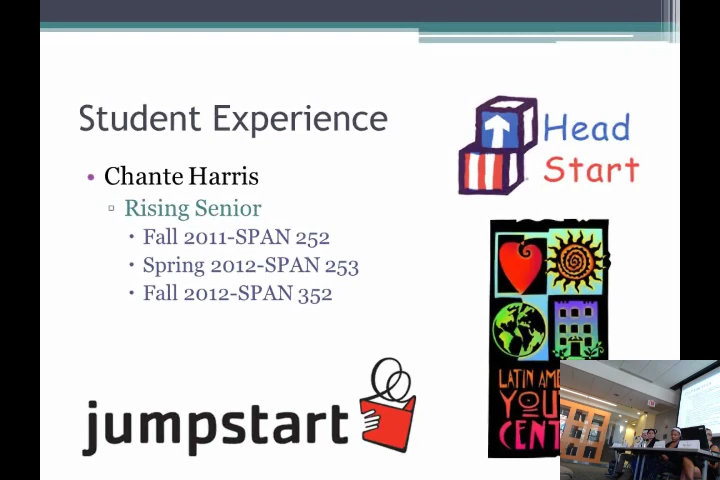 Student Experience
• Chante Harris
▫ Rising Senior
▪ Fall 2011-SPAN 252
▪ Spring 2012-SPAN 253
▪ Fall 2012-SPAN 352
Head
Start
LATIN AME
YOU
CENT
jumpstart